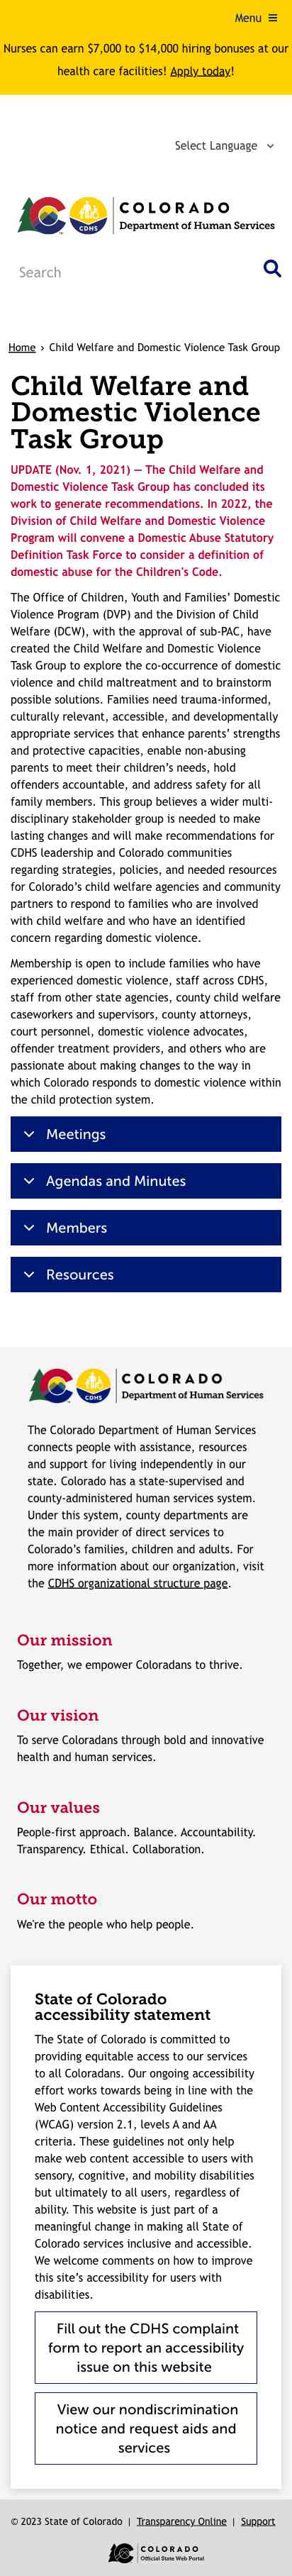 Menu
Nurses can earn $7,000 to $14,000 hiring bonuses at our
health care facilities! Apply today!
Select Language
CDHS
COLORADO
Department of Human Services
Search
Home › Child Welfare and Domestic Violence Task Group
Child Welfare and
Domestic Violence
Task Group
UPDATE (Nov. 1, 2021) — The Child Welfare and
Domestic Violence Task Group has concluded its
work to generate recommendations. In 2022, the
Division of Child Welfare and Domestic Violence
Program will convene a Domestic Abuse Statutory
Definition Task Force to consider a definition of
domestic abuse for the Children's Code.
The Office of Children, Youth and Families’ Domestic
Violence Program (DVP) and the Division of Child
Welfare (DCW), with the approval of sub-PAC, have
created the Child Welfare and Domestic Violence
Task Group to explore the co-occurrence of domestic
violence and child maltreatment and to brainstorm
possible solutions. Families need trauma-informed,
culturally relevant, accessible, and developmentally
appropriate services that enhance parents’ strengths
and protective capacities, enable non-abusing
parents to meet their children’s needs, hold
offenders accountable, and address safety for all
family members. This group believes a wider multi-
disciplinary stakeholder group is needed to make
lasting changes and will make recommendations for
CDHS leadership and Colorado communities
regarding strategies, policies, and needed resources
for Colorado’s child welfare agencies and community
partners to respond to families who are involved
with child welfare and who have an identified
concern regarding domestic violence.
Membership is open to include families who have
experienced domestic violence, staff across CDHS,
staff from other state agencies, county child welfare
caseworkers and supervisors, county attorneys,
court personnel, domestic violence advocates,
offender treatment providers, and others who are
passionate about making changes to the way in
which Colorado responds to domestic violence within
the child protection system.
Meetings
Agendas and Minutes
Members
Resources
CDHS
COLORADO
Department of Human Services
The Colorado Department of Human Services
connects people with assistance, resources
and support for living independently in our
state. Colorado has a state-supervised and
county-administered human services system.
Under this system, county departments are
the main provider of direct services to
Colorado’s families, children and adults. For
more information about our organization, visit
the CDHS organizational structure page.
Our mission
Together, we empower Coloradans to thrive.
Our vision
To serve Coloradans through bold and innovative
health and human services.
Our values
People-first approach. Balance. Accountability.
Transparency. Ethical. Collaboration.
Our motto
We're the people who help people.
State of Colorado
accessibility statement
The State of Colorado is committed to
providing equitable access to our services
to all Coloradans. Our ongoing accessibility
effort works towards being in line with the
Web Content Accessibility Guidelines
(WCAG) version 2.1, levels A and AA
criteria. These guidelines not only help
make web content accessible to users with
sensory, cognitive, and mobility disabilities
but ultimately to all users, regardless of
ability. This website is just part of a
meaningful change in making all State of
Colorado services inclusive and accessible.
We welcome comments on how to improve
this site’s accessibility for users with
disabilities.
Fill out the CDHS complaint
form to report an accessibility
issue on this website
View our nondiscrimination
notice and request aids and
services
© 2023 State of Colorado | Transparency Online | Support
COLORADO
Official State Web Portal